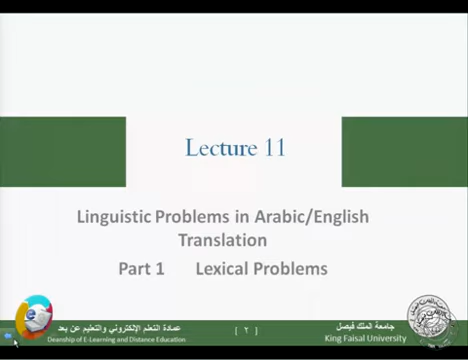 Lecture 11
Linguistic Problems in Arabic/English
Translation
Part 1 Lexical Problems
عمادة التعلم الإلكتروني والتعليم عن بعد
Deanship of E-Learning and Distance Education
[ ٢ ]
جامعة الملك فيصل
King Faisal University